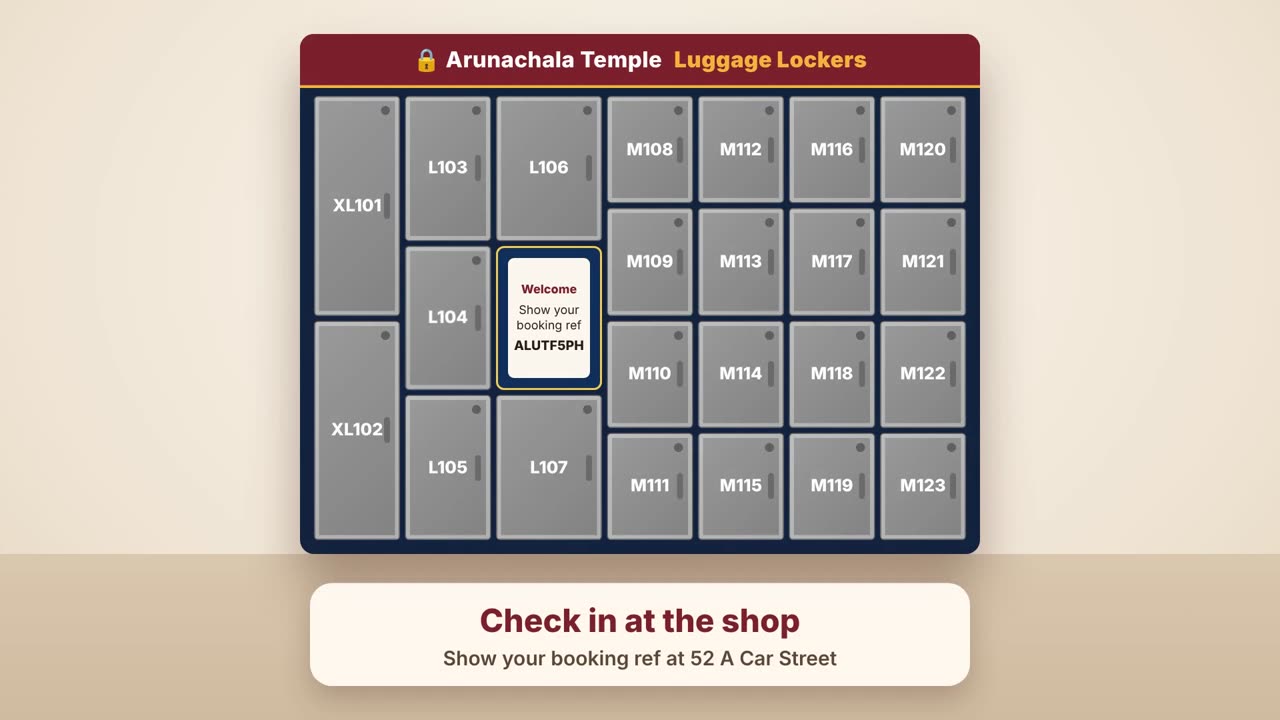 🔒 Arunachala Temple Luggage Lockers
XL101
XL102
L103
L104
L105
L106
Welcome
Show your
booking ref
ALUTF5PH
L107
M108
M109
M110
M111
M112
M113
M114
M115
M116
M117
M118
M119
M120
M121
M122
M123
Check in at the shop
Show your booking ref at 52 A Car Street